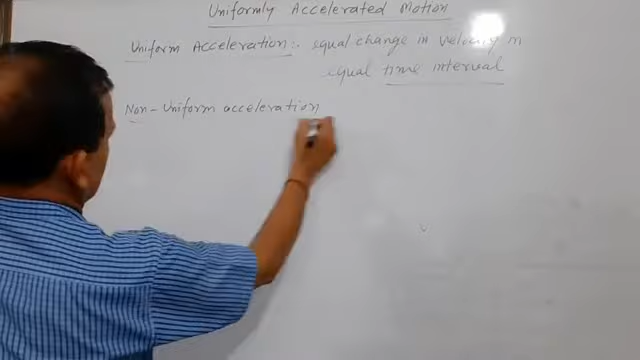 Uniformly Accelerated Motion
Uniform Acceleration:- equal change in velocity in
equal time interval
Non-Uniform acceleration